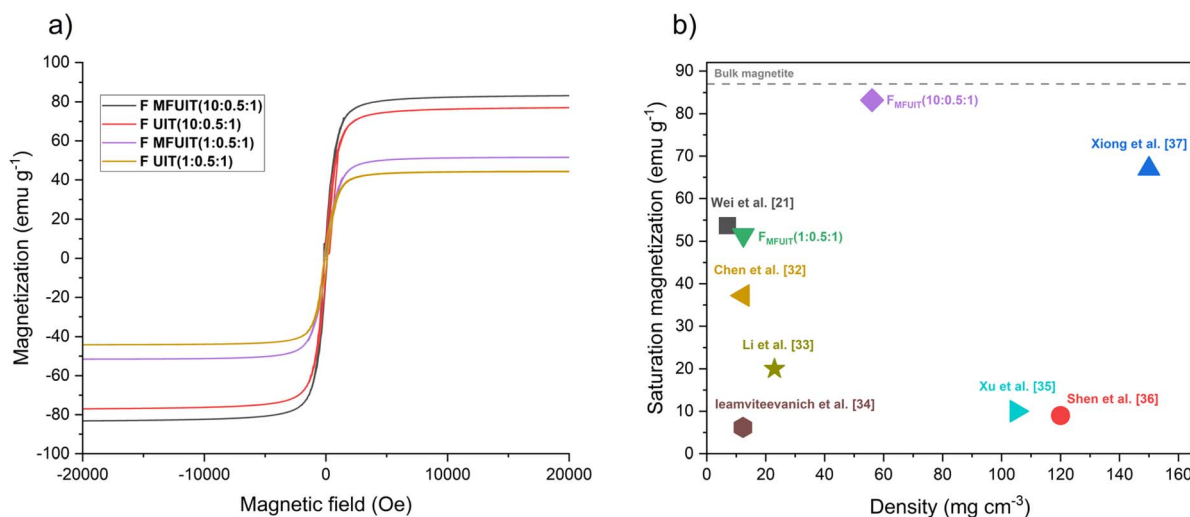 a)
Magnetization (emu g⁻¹)
100
80
60
40
20
0
-20
-40
-60
-80
-100
F MFUIT(10:0.5:1)
F UIT(10:0.5:1)
F MFUIT(1:0.5:1)
F UIT(1:0.5:1)
-20000 -10000 0 10000 20000
Magnetic field (Oe)
b)
Saturation magnetization (emu g⁻¹)
90
80
70
60
50
40
30
20
10
0
Bulk magnetite
F_MFUIT(10:0.5:1)
Xiong et al. [37]
Wei et al. [21]
F_MFUIT(1:0.5:1)
Chen et al. [32]
Li et al. [33]
Xu et al. [35]
Shen et al. [36]
Ieamviteevanich et al. [34]
0 20 40 60 80 100 120 140 160
Density (mg cm⁻³)